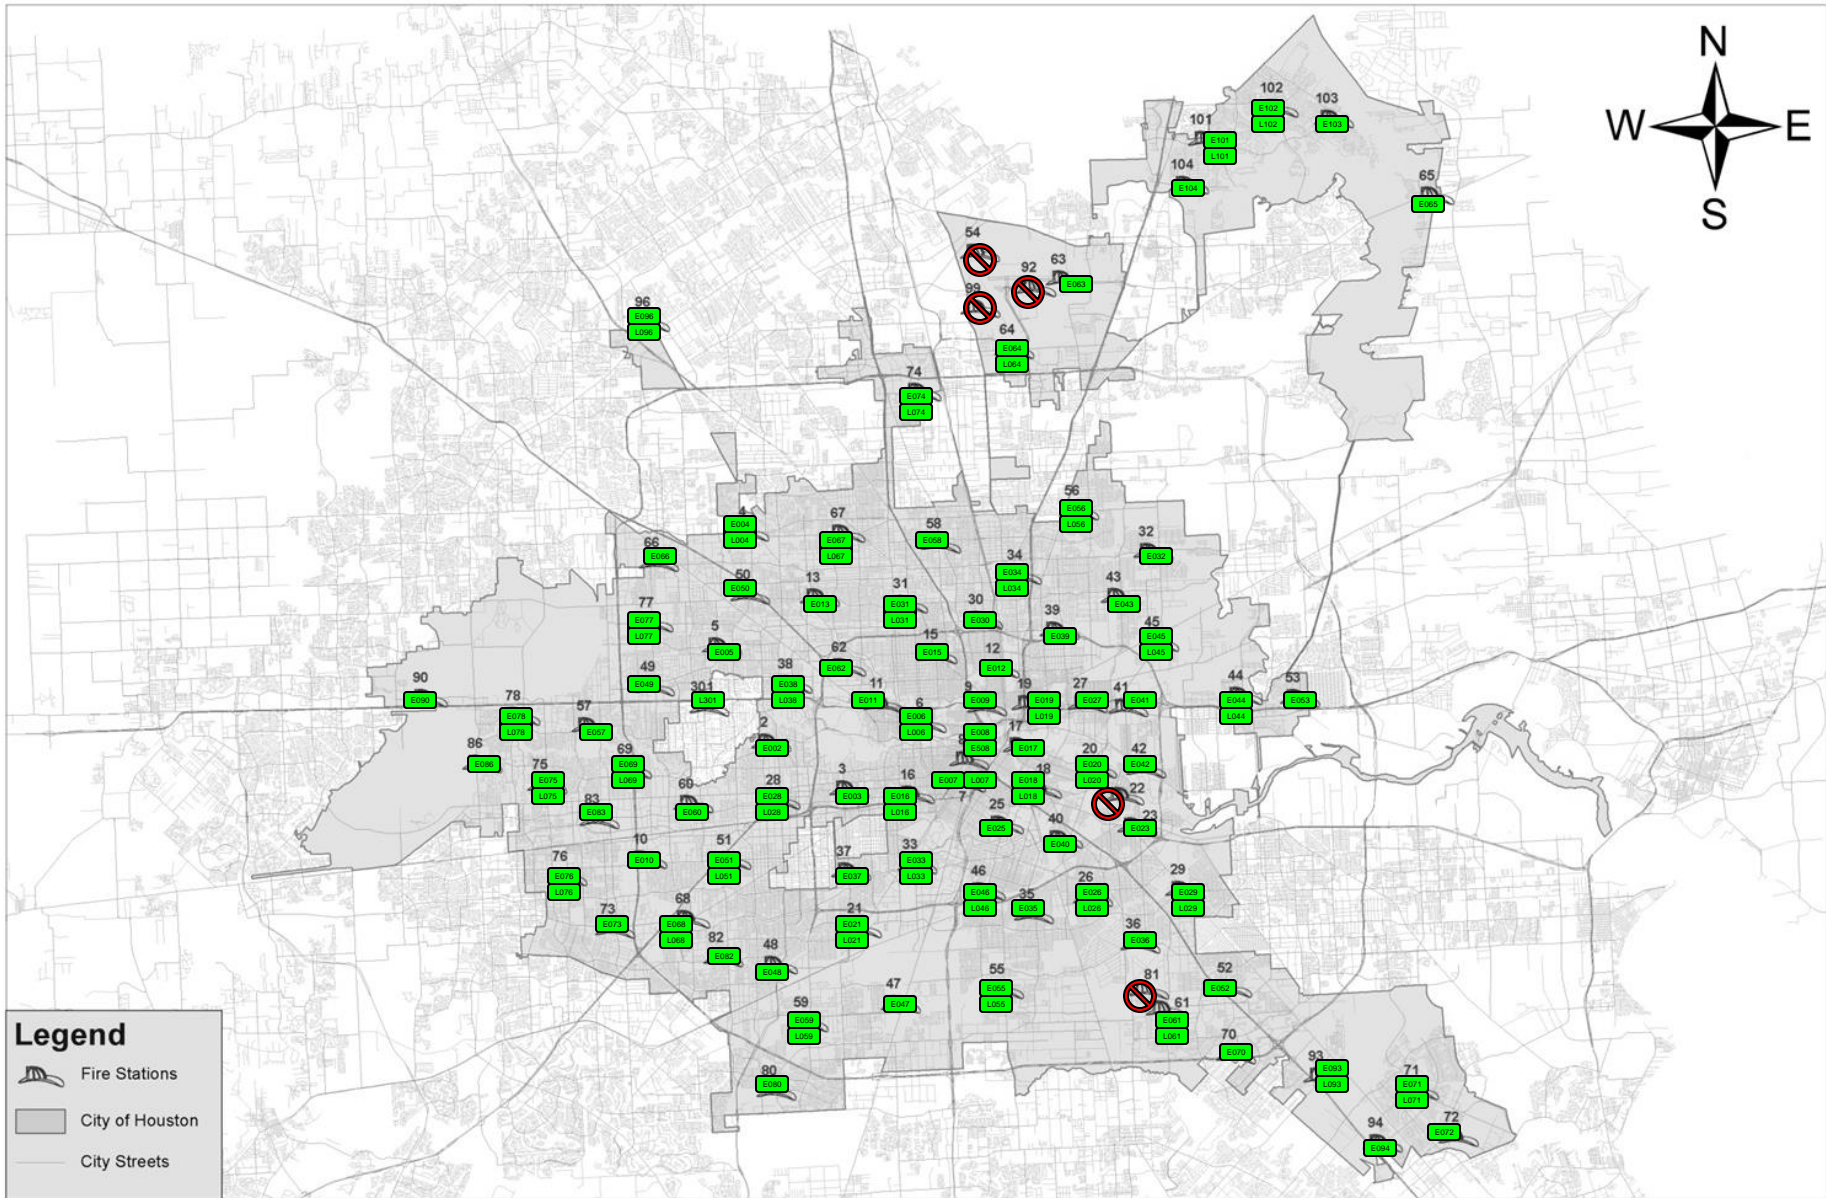 N
W E
S
102
E102
L102
103
E103
101
E101
L101
104
E104
65
E065
54
92
63
E063
99
96
E096
L096
64
E064
L064
74
E074
L074
56
E056
L056
4
E004
L004
67
E067
L067
58
E058
32
E032
66
E066
34
E034
L034
50
E050
13
E013
31
E031
L031
43
E043
77
E077
L077
30
E030
39
E039
45
E045
L045
5
E005
15
E015
62
E062
12
E012
49
E049
38
E038
L038
90
E090
301
L301
11
E011
9
E009
19
E019
L019
27
E027
41
E041
44
E044
L044
53
E053
78
E078
L078
57
E057
6
E006
L006
2
E002
8
E008
E508
17
E017
86
E086
69
E069
L069
20
E020
L020
42
E042
75
E075
L075
3
E003
16
E016
L016
E007 L007
7
18
E018
L018
22
60
E060
28
E028
L028
83
E083
25
E025
23
E023
40
E040
10
E010
51
E051
L051
37
E037
33
E033
L033
76
E076
L076
46
E046
L046
35
E035
26
E026
L026
29
E029
L029
73
E073
68
E068
L068
21
E021
L021
36
E036
82
E082
48
E048
47
E047
55
E055
L055
81
52
E052
59
E059
L059
61
E061
L061
70
E070
80
E080
93
E093
L093
71
E071
L071
94
E094
72
E072
Legend
Fire Stations
City of Houston
City Streets